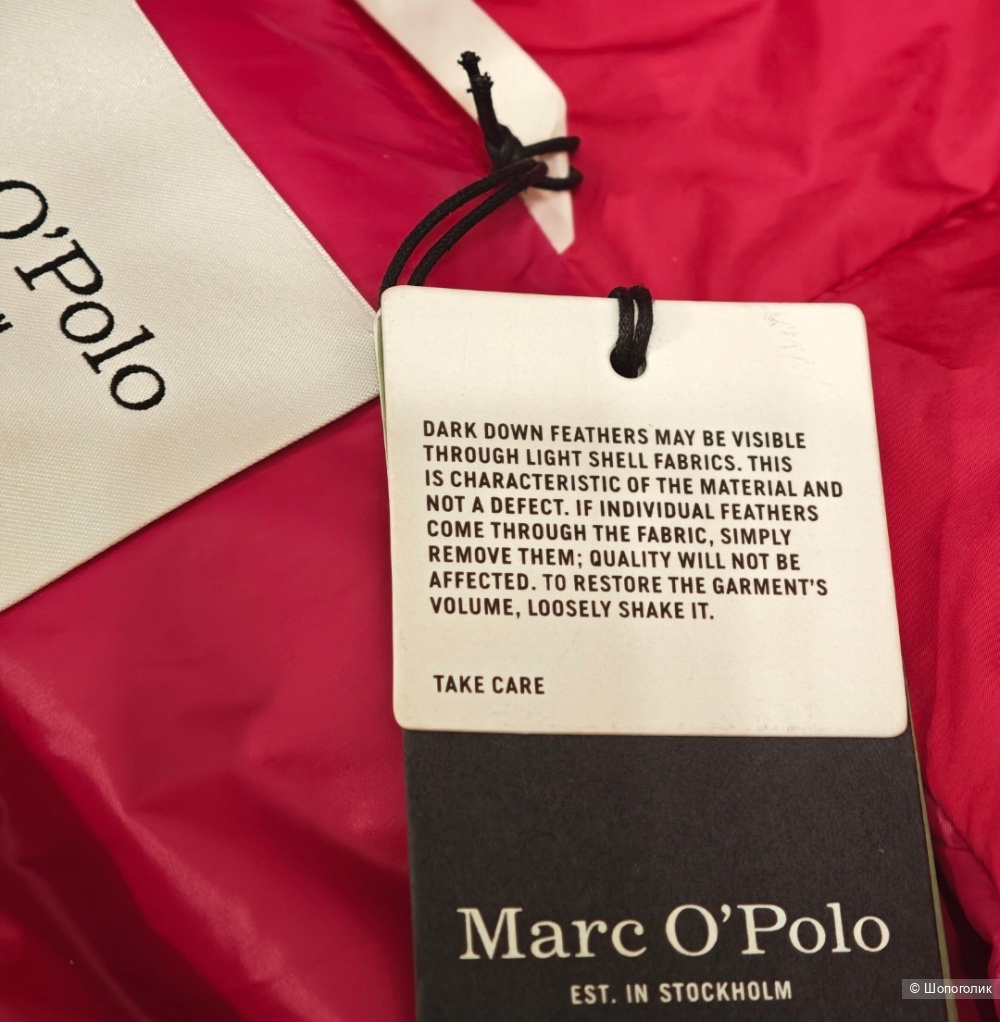 O'Polo
DARK DOWN FEATHERS MAY BE VISIBLE
THROUGH LIGHT SHELL FABRICS. THIS
IS CHARACTERISTIC OF THE MATERIAL AND
NOT A DEFECT. IF INDIVIDUAL FEATHERS
COME THROUGH THE FABRIC, SIMPLY
REMOVE THEM; QUALITY WILL NOT BE
AFFECTED. TO RESTORE THE GARMENT'S
VOLUME, LOOSELY SHAKE IT.
TAKE CARE
Marc O'Polo
EST. IN STOCKHOLM
© Шопоголик